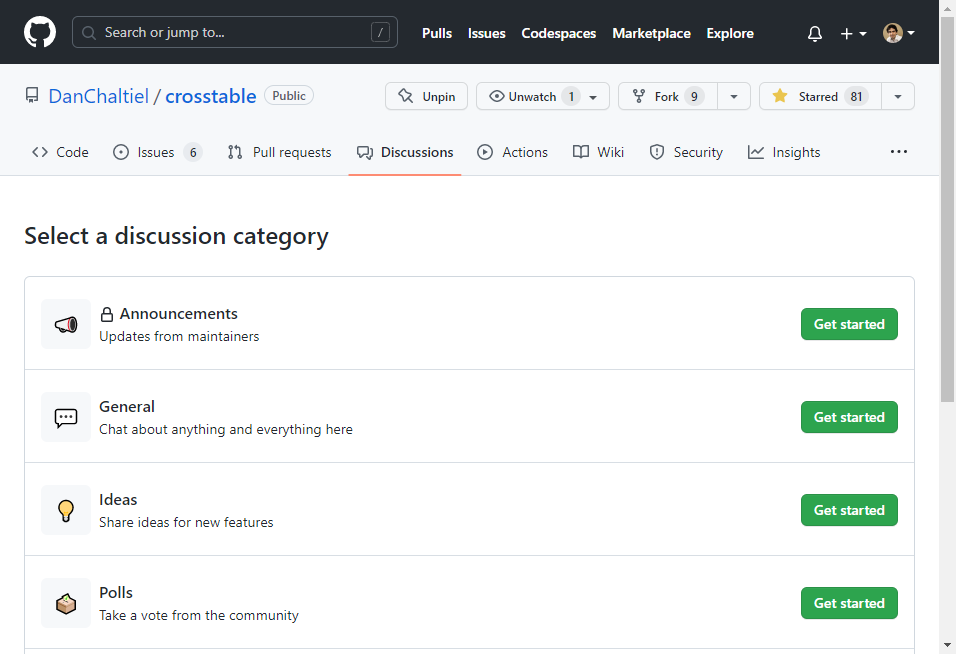 Search or jump to... /
Pulls Issues Codespaces Marketplace Explore
DanChaltiel / crosstable Public
Unpin Unwatch 1 Fork 9 Starred 81
Code Issues 6 Pull requests Discussions Actions Wiki Security Insights
Select a discussion category
Announcements
Updates from maintainers
Get started
General
Chat about anything and everything here
Get started
Ideas
Share ideas for new features
Get started
Polls
Take a vote from the community
Get started